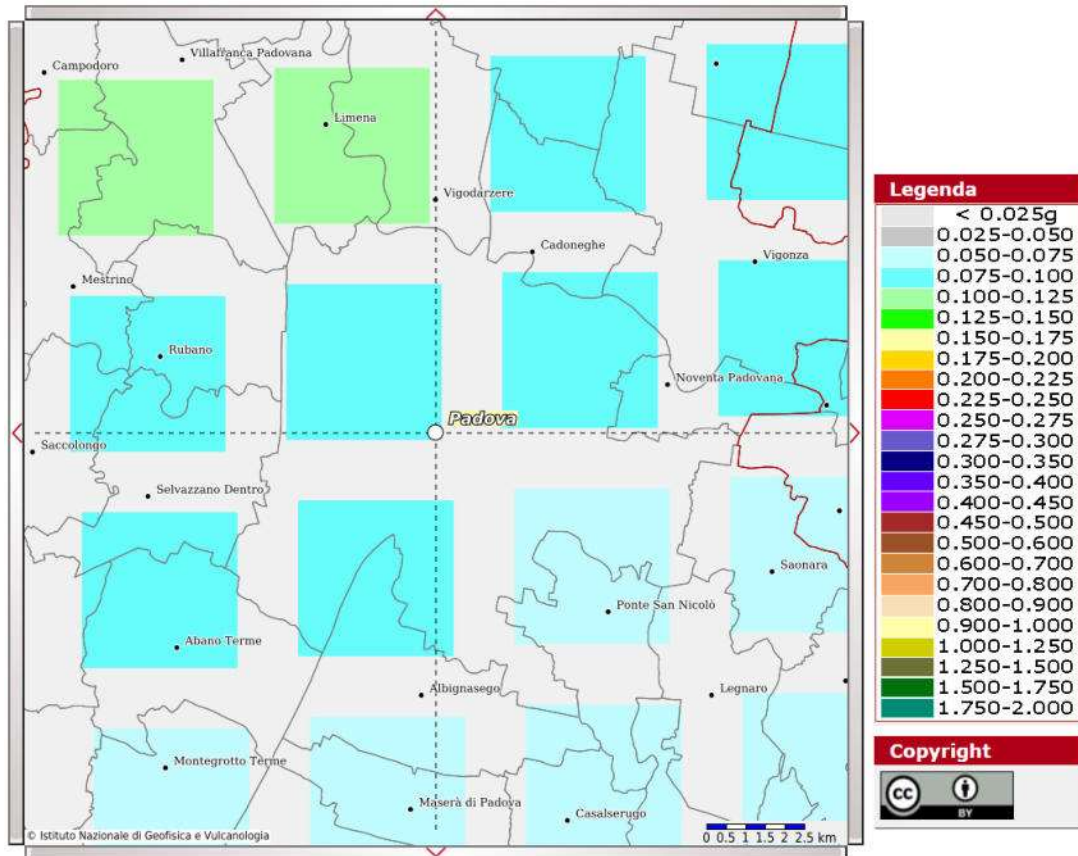 Villafranca Padovana
Campodoro
Limena
Vigodarzere
Cadoneghe
Vigonza
Mestrino
Rubano
Noventa Padovana
Padova
Saccolongo
Selvazzano Dentro
Saonara
Ponte San Nicolò
Abano Terme
Albignasego
Legnaro
Montegrotto Terme
Maserà di Padova
Casalserugo
© Istituto Nazionale di Geofisica e Vulcanologia
0 0.5 1 1.5 2 2.5 km
Legenda
< 0.025g
0.025-0.050
0.050-0.075
0.075-0.100
0.100-0.125
0.125-0.150
0.150-0.175
0.175-0.200
0.200-0.225
0.225-0.250
0.250-0.275
0.275-0.300
0.300-0.350
0.350-0.400
0.400-0.450
0.450-0.500
0.500-0.600
0.600-0.700
0.700-0.800
0.800-0.900
0.900-1.000
1.000-1.250
1.250-1.500
1.500-1.750
1.750-2.000
Copyright
cc
BY